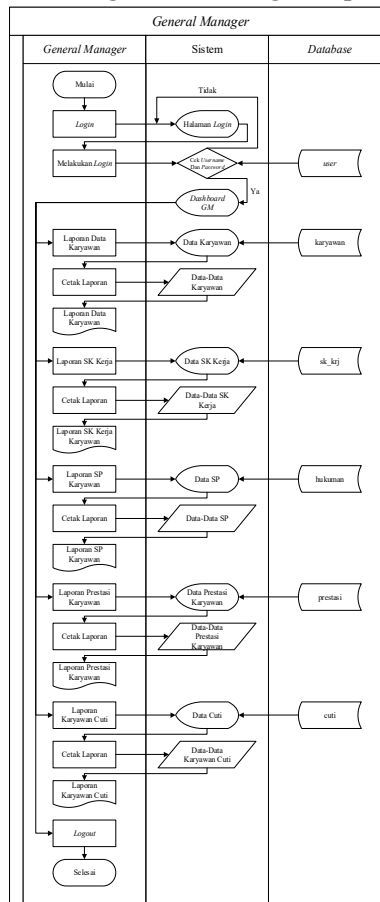 General Manager
General Manager
Sistem
Database
Mulai
Tidak
Login
Halaman Login
Melakukan Login
Cek Username
Dan Password
user
Ya
Dashboard
GM
Laporan Data
Karyawan
Data Karyawan
karyawan
Cetak Laporan
Data-Data
Karyawan
Laporan Data
Karyawan
Laporan SK Kerja
Data SK Kerja
sk_krj
Cetak Laporan
Data-Data SK
Kerja
Laporan SK Kerja
Karyawan
Laporan SP
Karyawan
Data SP
hukuman
Cetak Laporan
Data-Data SP
Laporan SP
Karyawan
Laporan Prestasi
Karyawan
Data Prestasi
Karyawan
prestasi
Cetak Laporan
Data-Data
Prestasi
Karyawan
Laporan Prestasi
Karyawan
Laporan
Karyawan Cuti
Data Cuti
cuti
Cetak Laporan
Data-Data
Karyawan Cuti
Laporan
Karyawan Cuti
Logout
Selesai